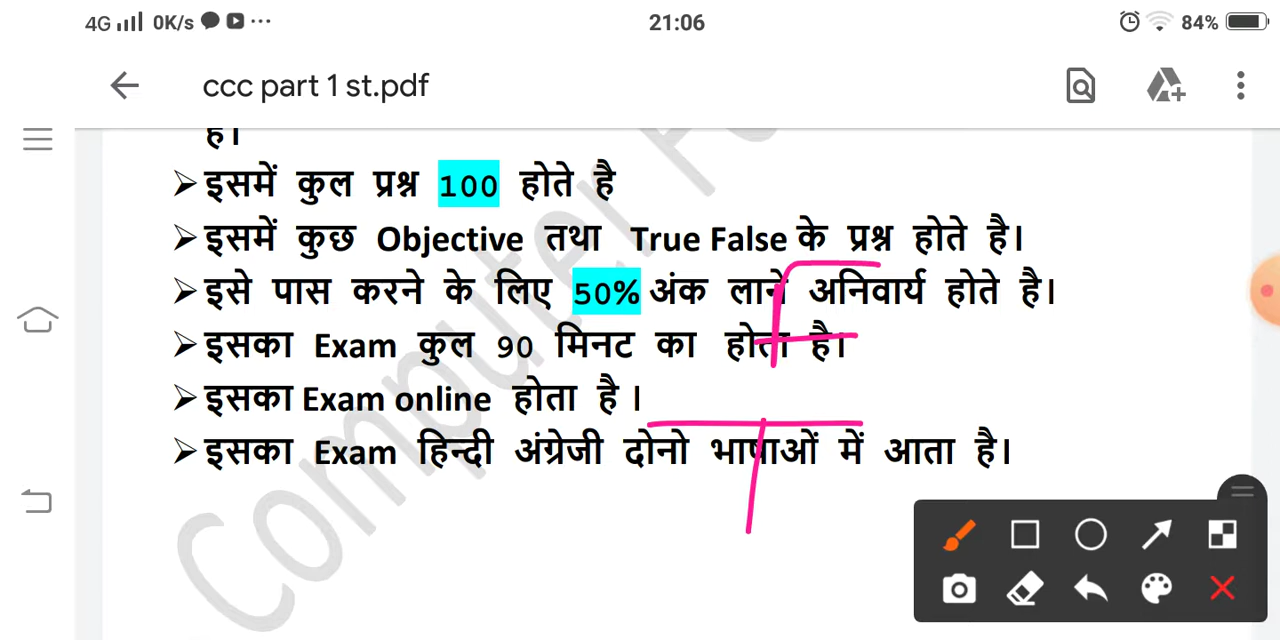 4G 0K/s ... 21:06 84%
ccc part 1 st.pdf
है।
➢ इसमें कुल प्रश्न 100 होते है
➢ इसमें कुछ Objective तथा True False के प्रश्न होते है।
➢ इसे पास करने के लिए 50% अंक लाने अनिवार्य होते है।
➢ इसका Exam कुल 90 मिनट का होता है।
➢ इसका Exam online होता है ।
➢ इसका Exam हिन्दी अंग्रेजी दोनो भाषाओं में आता है।
F T
Computer